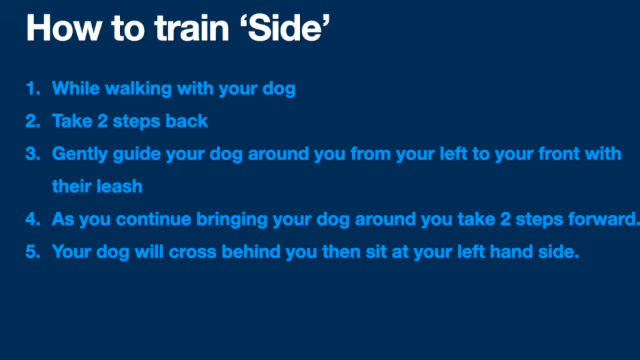 How to train ‘Side’
1. While walking with your dog
2. Take 2 steps back
3. Gently guide your dog around you from your left to your front with
their leash
4. As you continue bringing your dog around you take 2 steps forward.
5. Your dog will cross behind you then sit at your left hand side.